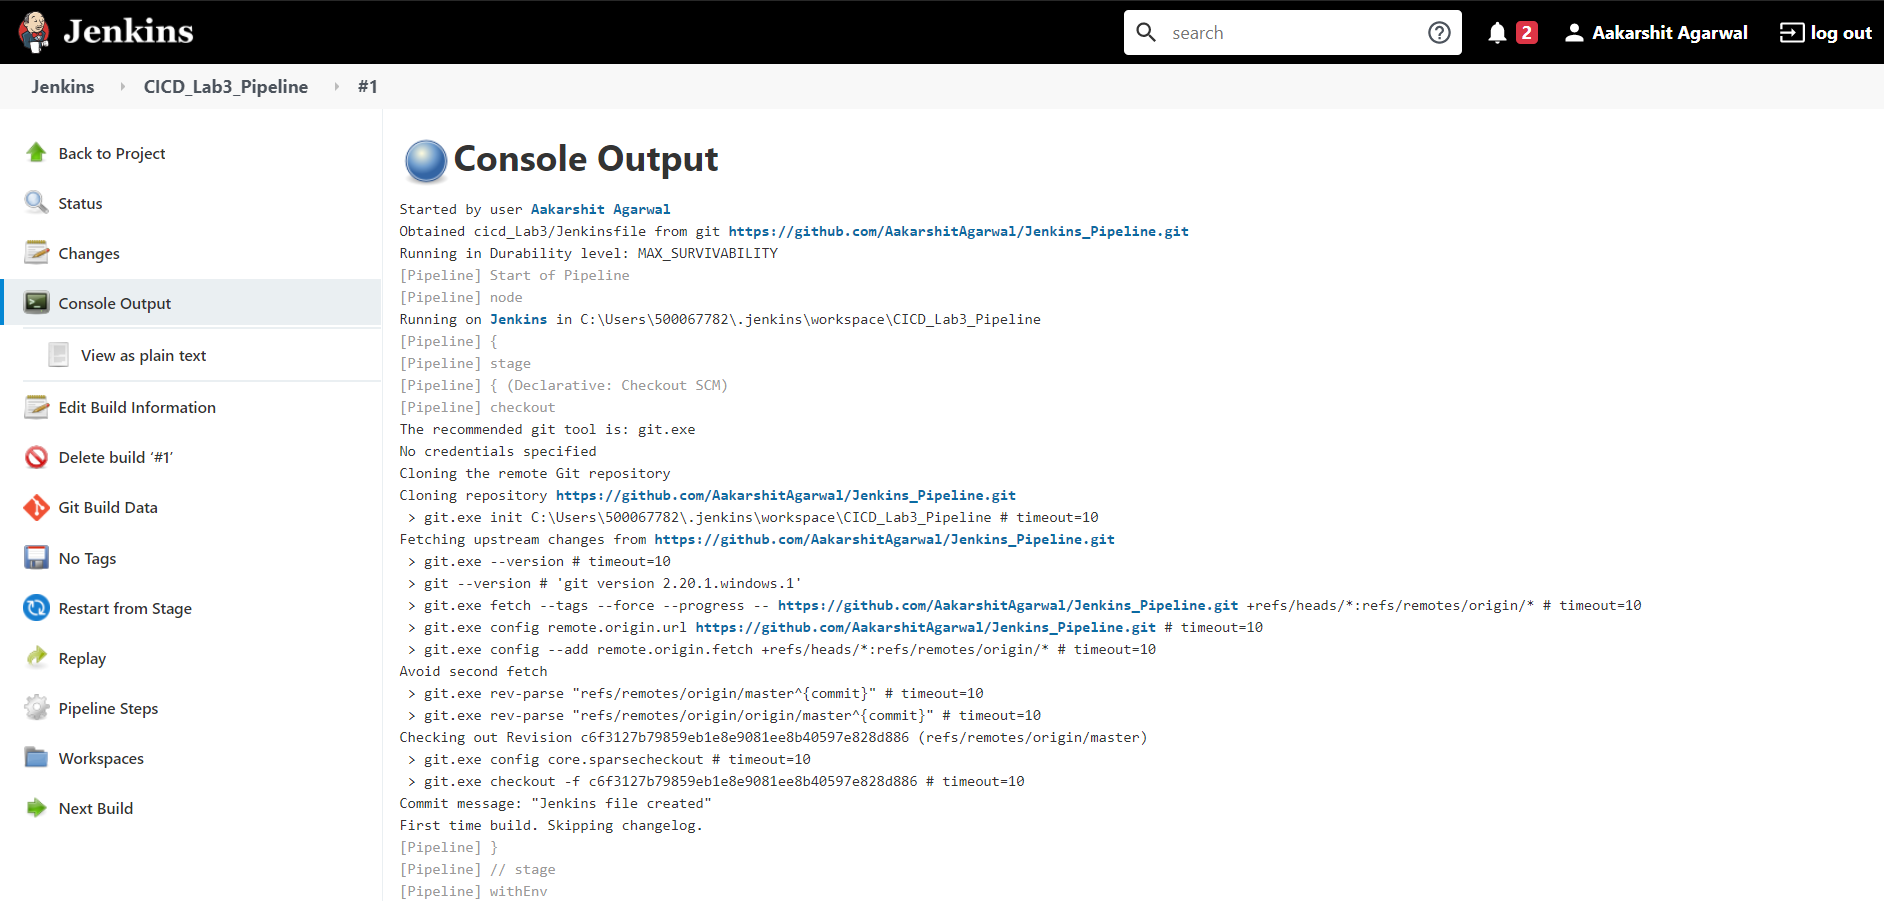 Jenkins
search
2
Aakarshit Agarwal
log out
Jenkins
CICD_Lab3_Pipeline
#1
Back to Project
Status
Changes
Console Output
View as plain text
Edit Build Information
Delete build ‘#1’
Git Build Data
No Tags
Restart from Stage
Replay
Pipeline Steps
Workspaces
Next Build
Console Output
Started by user Aakarshit Agarwal
Obtained cicd_Lab3/Jenkinsfile from git https://github.com/AakarshitAgarwal/Jenkins_Pipeline.git
Running in Durability level: MAX_SURVIVABILITY
[Pipeline] Start of Pipeline
[Pipeline] node
Running on Jenkins in C:\Users\500067782\.jenkins\workspace\CICD_Lab3_Pipeline
[Pipeline] {
[Pipeline] stage
[Pipeline] { (Declarative: Checkout SCM)
[Pipeline] checkout
The recommended git tool is: git.exe
No credentials specified
Cloning the remote Git repository
Cloning repository https://github.com/AakarshitAgarwal/Jenkins_Pipeline.git
> git.exe init C:\Users\500067782\.jenkins\workspace\CICD_Lab3_Pipeline # timeout=10
Fetching upstream changes from https://github.com/AakarshitAgarwal/Jenkins_Pipeline.git
> git.exe --version # timeout=10
> git --version # 'git version 2.20.1.windows.1'
> git.exe fetch --tags --force --progress -- https://github.com/AakarshitAgarwal/Jenkins_Pipeline.git +refs/heads/*:refs/remotes/origin/* # timeout=10
> git.exe config remote.origin.url https://github.com/AakarshitAgarwal/Jenkins_Pipeline.git # timeout=10
> git.exe config --add remote.origin.fetch +refs/heads/*:refs/remotes/origin/* # timeout=10
Avoid second fetch
> git.exe rev-parse "refs/remotes/origin/master^{commit}" # timeout=10
> git.exe rev-parse "refs/remotes/origin/origin/master^{commit}" # timeout=10
Checking out Revision c6f3127b79859eb1e8e9081ee8b40597e828d886 (refs/remotes/origin/master)
> git.exe config core.sparsecheckout # timeout=10
> git.exe checkout -f c6f3127b79859eb1e8e9081ee8b40597e828d886 # timeout=10
Commit message: "Jenkins file created"
First time build. Skipping changelog.
[Pipeline] }
[Pipeline] // stage
[Pipeline] withEnv